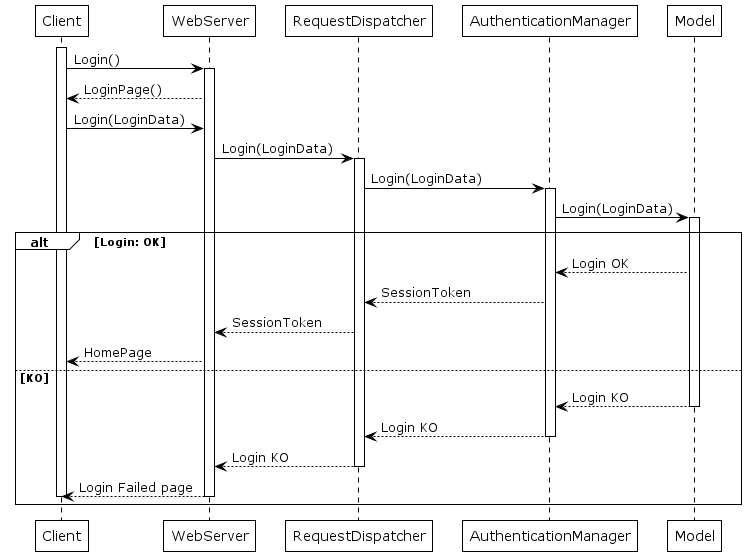 Client
WebServer
RequestDispatcher
AuthenticationManager
Model
Login()
LoginPage()
Login(LoginData)
Login(LoginData)
Login(LoginData)
Login(LoginData)
alt
[Login: OK]
Login OK
SessionToken
SessionToken
HomePage
[KO]
Login KO
Login KO
Login KO
Login Failed page
Client
WebServer
RequestDispatcher
AuthenticationManager
Model